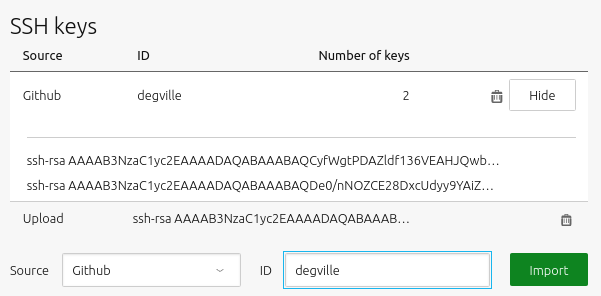 SSH keys
Source ID Number of keys
Github degville 2 Hide
ssh-rsa AAAAB3NzaC1yc2EAAAADAQABAAABAQCyfWgtPDAZldf136VEAHJQwb...
ssh-rsa AAAAB3NzaC1yc2EAAAADAQABAAABAQDe0/nNOZCE28DxcUdyy9YAiZ...
Upload ssh-rsa AAAAB3NzaC1yc2EAAAADAQABAAAB...
Source Github ID degville Import